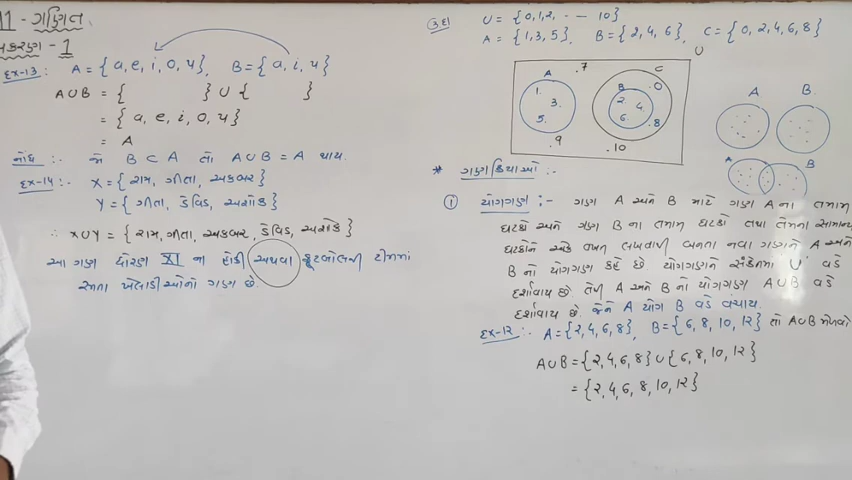 11 - ગણિત
પ્રકરણ - 1
Ex-13 : A = {a, e, i, o, u}, B = {a, i, u}
A∪B = { } ∪ { }
= {a, e, i, o, u}
= A
નોંધ :- જો B ⊂ A તો A∪B = A થાય.
Ex-14 :- X = {રામ, ગીતા, અકબર}
Y = {ગીતા, ડેવિડ, અશોક}
∴ X∪Y = {રામ, ગીતા, અકબર, ડેવિડ, અશોક}
આ ગણ ધોરણ XI ના હોકી અથવા ફૂટબોલની ટીમમાં
રમતા ખેલાડીઓનો ગણ છે.
ઉદા U = {0, 1, 2, - - 10}
A = {1, 3, 5}, B = {2, 4, 6}, C = {0, 2, 4, 6, 8}
U
A .7 C
1. 3. 5. B 2. 4. 6. .0 .8
.9 .10
A B
A B
* ગણક્રિયાઓ :-
① યોગગણ :- ગણ A અને B માટે ગણ A ના તમામ
ઘટકો અને ગણ B ના તમામ ઘટકો તથા તેમના સામાન્ય
ઘટકોને એક વખત લખવાથી બનતા નવા ગણને A અને
B નો યોગગણ કહે છે. યોગગણને સંકેતમાં 'U' વડે
દર્શાવાય છે. તેથી A અને B નો યોગગણ A∪B વડે
દર્શાવાય છે. જેને A યોગ B વડે વંચાય.
Ex-12 :- A = {2, 4, 6, 8}, B = {6, 8, 10, 12} તો A∪B મેળવો
A∪B = {2, 4, 6, 8} ∪ {6, 8, 10, 12}
= {2, 4, 6, 8, 10, 12}